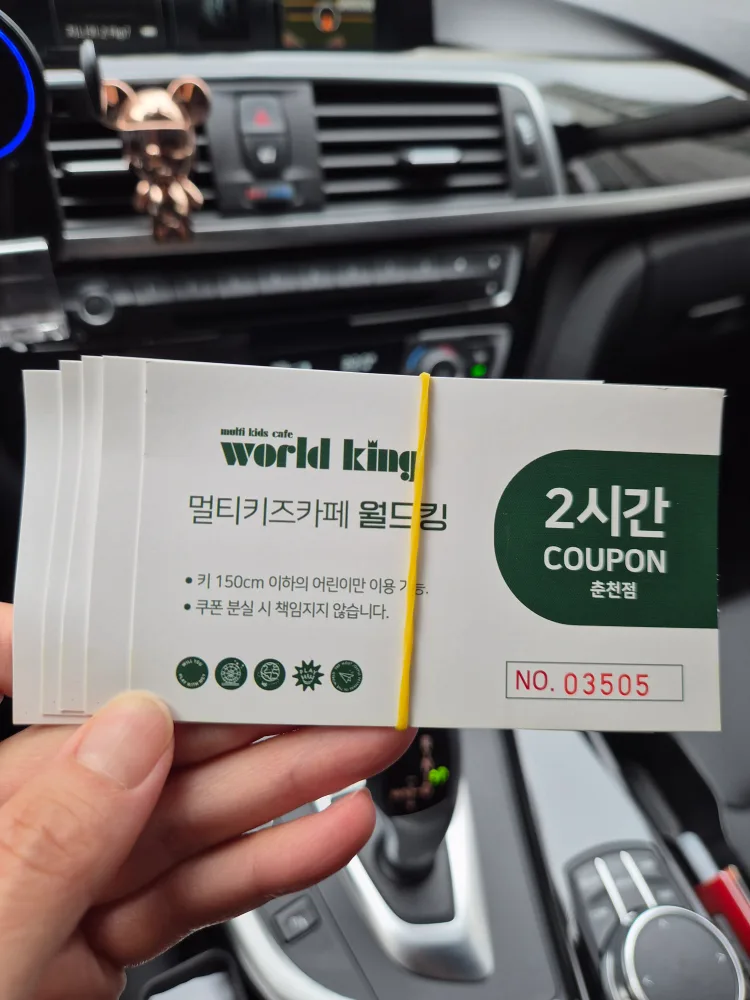 multi kids cafe
world king
멀티키즈카페 월드킹
• 키 150cm 이하의 어린이만 이용 가능.
• 쿠폰 분실 시 책임지지 않습니다.
2시간
COUPON
춘천점
NO. 03505